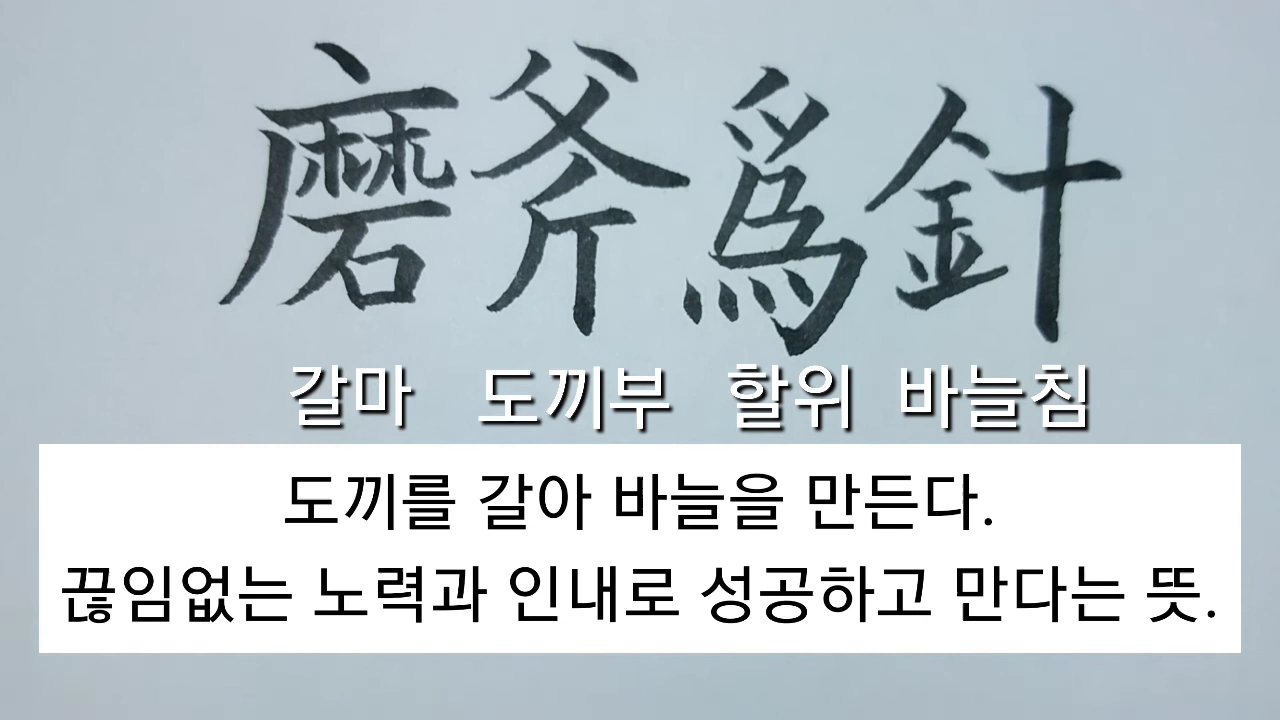 磨斧爲針
갈마 도끼부 할위 바늘침
도끼를 갈아 바늘을 만든다.
끊임없는 노력과 인내로 성공하고 만다는 뜻.